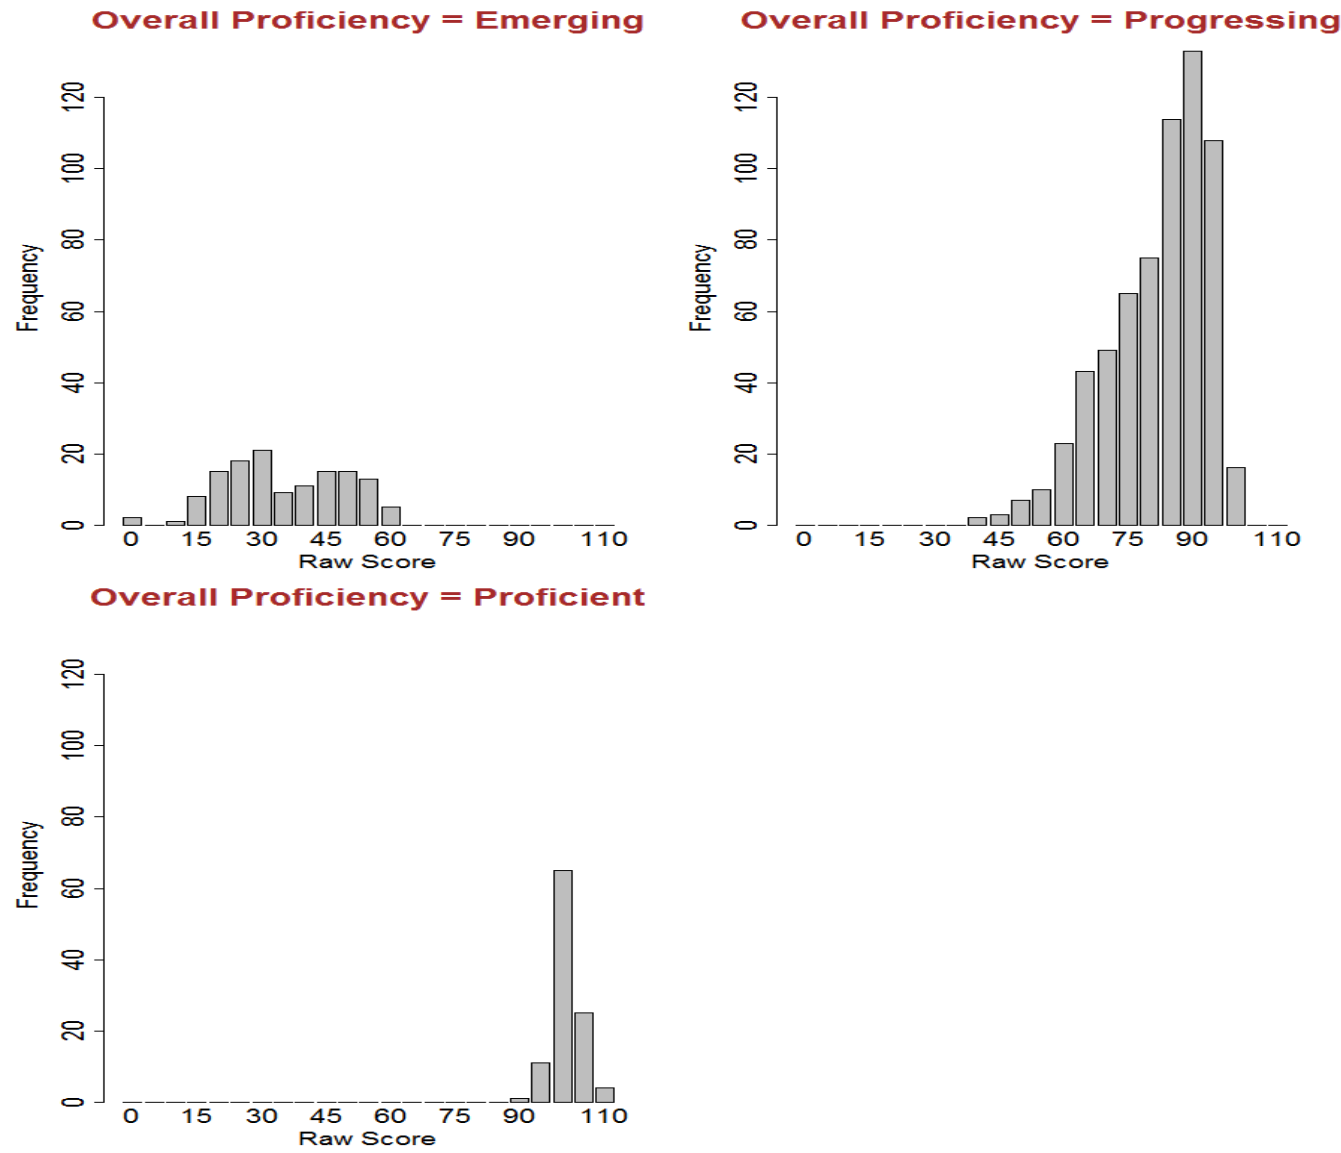 Overall Proficiency = Emerging
Frequency
0 20 40 60 80 100 120
0 15 30 45 60 75 90 110
Raw Score
Overall Proficiency = Progressing
Frequency
0 20 40 60 80 100 120
0 15 30 45 60 75 90 110
Raw Score
Overall Proficiency = Proficient
Frequency
0 20 40 60 80 100 120
0 15 30 45 60 75 90 110
Raw Score